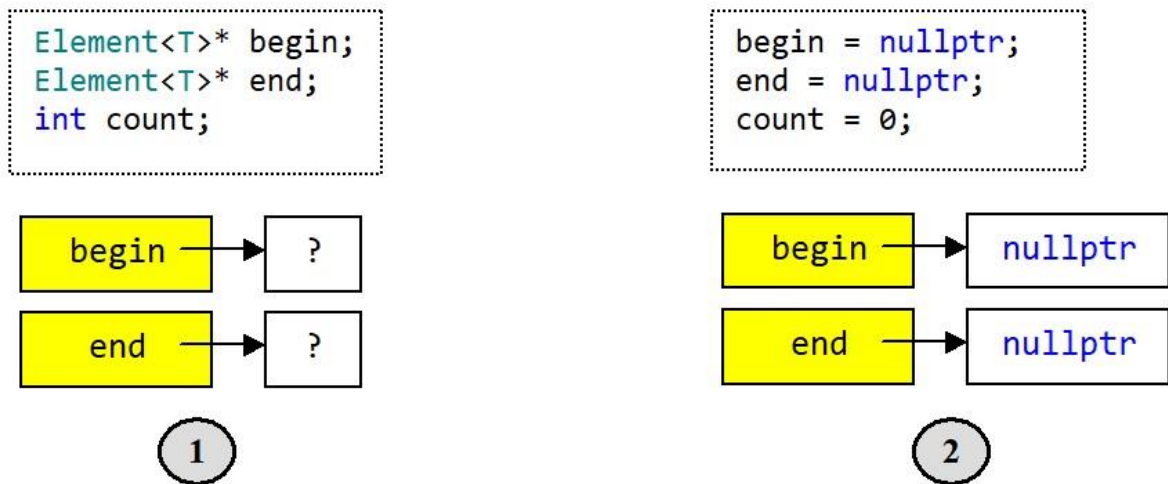 Element<T>* begin;
Element<T>* end;
int count;
begin ?
end ?
1
begin = nullptr;
end = nullptr;
count = 0;
begin nullptr
end nullptr
2